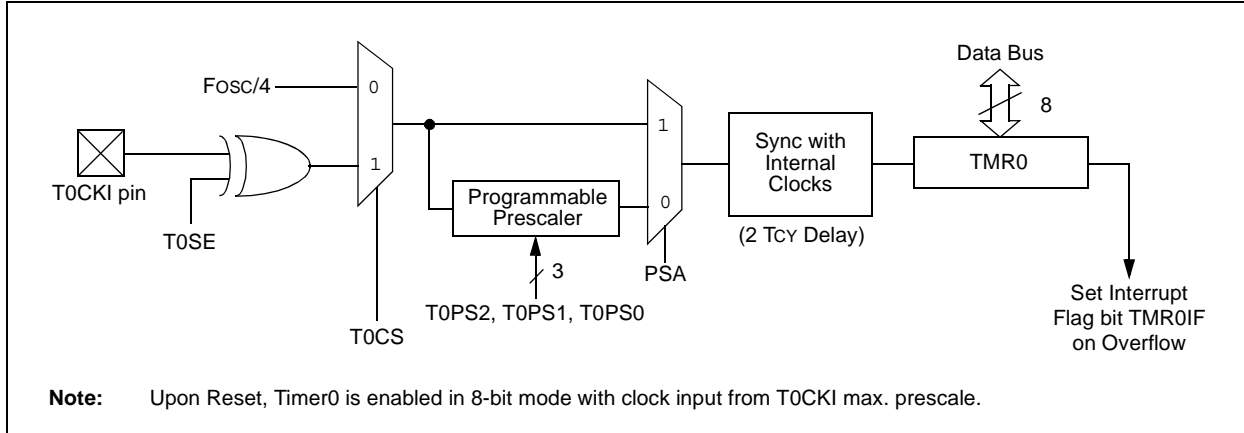 Data Bus
FOSC/4
0
8
1
Sync with
Internal
Clocks
TMR0
1
T0CKI pin
Programmable
Prescaler
0
T0SE
(2 TCY Delay)
3
PSA
T0PS2, T0PS1, T0PS0
T0CS
Set Interrupt
Flag bit TMR0IF
on Overflow
Note: Upon Reset, Timer0 is enabled in 8-bit mode with clock input from T0CKI max. prescale.